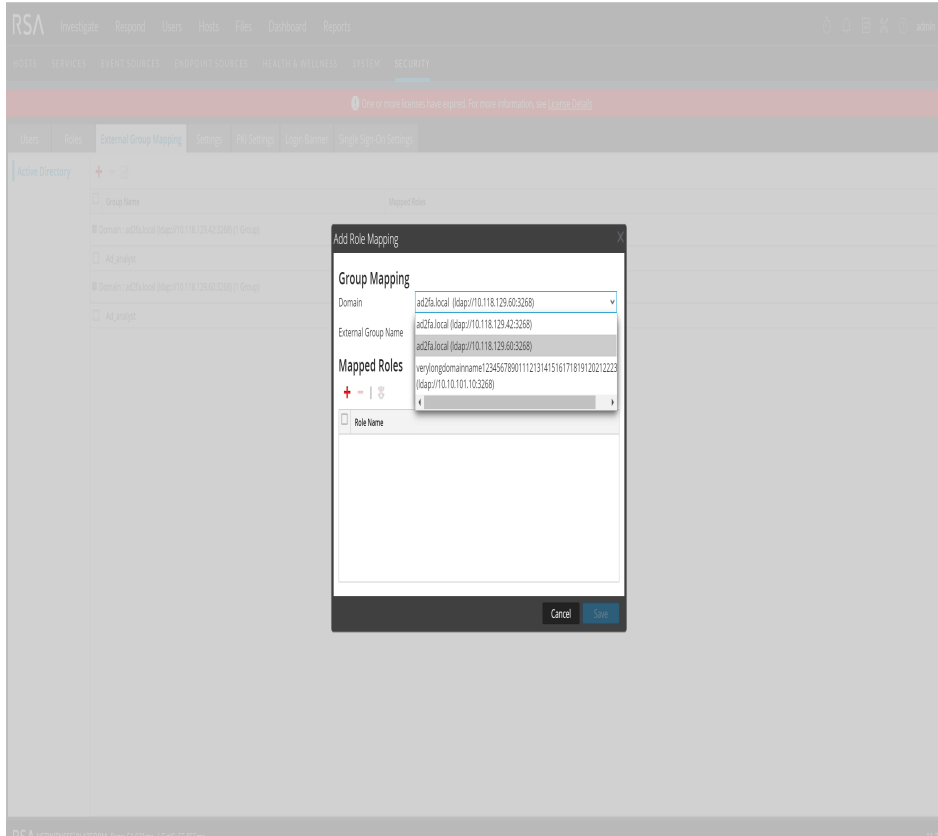 RSA Investigate Respond Users Hosts Files Dashboard Reports admin
HOSTS SERVICES EVENT SOURCES ENDPOINT SOURCES HEALTH & WELLNESS SYSTEM SECURITY
One or more licenses have expired. For more information, see License Details
Users Roles External Group Mapping Settings PKI Settings Login Banner Single Sign-On Settings
Active Directory
Group Name Mapped Roles
Ad_analyst
Ad_analyst
Add Role Mapping X
Group Mapping
Domain ad2fa.local (ldap://10.118.129.60:3268)
ad2fa.local (ldap://10.118.129.42:3268)
External Group Name
ad2fa.local (ldap://10.118.129.60:3268)
Mapped Roles
verylongdomainname1234567890111213141516171819120212223
(ldap://10.10.101.10:3268)
Role Name
Cancel Save
RSA